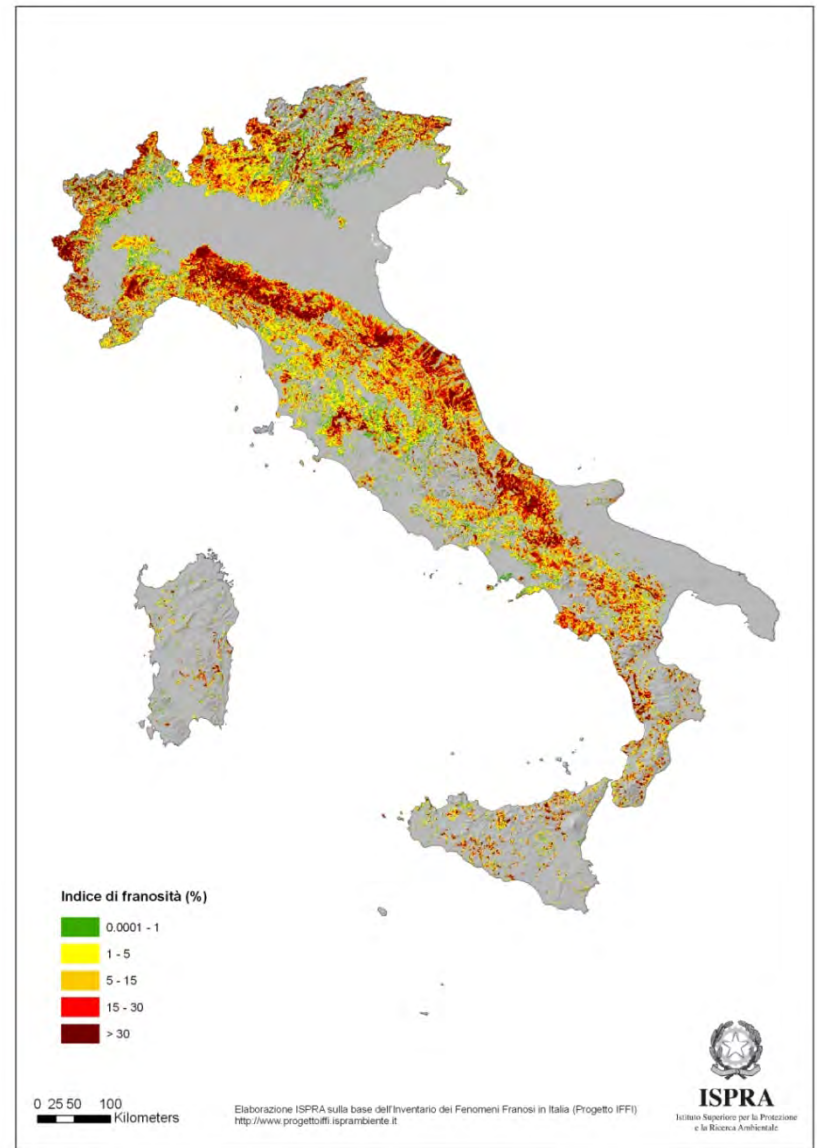 Indice di franosità (%)
0.0001 - 1
1 - 5
5 - 15
15 - 30
> 30
0 25 50 100
Kilometers
Elaborazione ISPRA sulla base dell'Inventario dei Fenomeni Franosi in Italia (Progetto IFFI)
http://www.progettoiffi.isprambiente.it
ISPRA
Istituto Superiore per la Protezione
e la Ricerca Ambientale